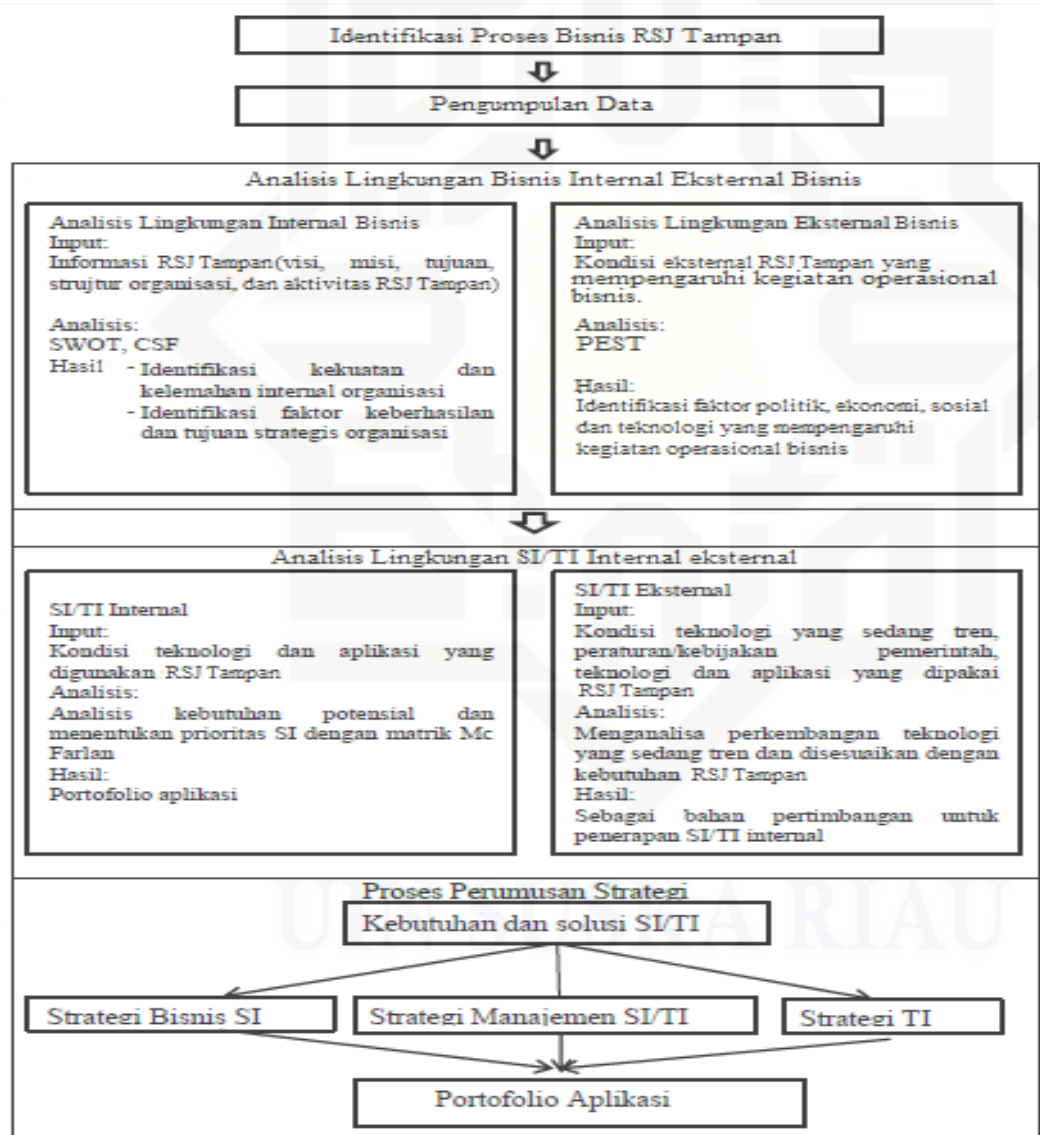 Identifikasi Proses Bisnis RSJ Tampan
Pengumpulan Data
Analisis Lingkungan Bisnis Internal Eksternal Bisnis
Analisis Lingkungan Internal Bisnis
Input:
Informasi RSJ Tampan(visi, misi, tujuan,
strujtur organisasi, dan aktivitas RSJ Tampan)
Analisis:
SWOT, CSF
Hasil - Identifikasi kekuatan dan
kelemahan internal organisasi
- Identifikasi faktor keberhasilan
dan tujuan strategis organisasi
Analisis Lingkungan Eksternal Bisnis
Input:
Kondisi eksternal RSJ Tampan yang
mempengaruhi kegiatan operasional
bisnis.
Analisis:
PEST
Hasil:
Identifikasi faktor politik, ekonomi, sosial
dan teknologi yang mempengaruhi
kegiatan operasional bisnis
Analisis Lingkungan SI/TI Internal eksternal
SI/TI Internal
Input:
Kondisi teknologi dan aplikasi yang
digunakan RSJ Tampan
Analisis:
Analisis kebutuhan potensial dan
menentukan prioritas SI dengan matrik Mc
Farlan
Hasil:
Portofolio aplikasi
SI/TI Eksternal
Input:
Kondisi teknologi yang sedang tren,
peraturan/kebijakan pemerintah,
teknologi dan aplikasi yang dipakai
RSJ Tampan
Analisis:
Menganalisa perkembangan teknologi
yang sedang tren dan disesuaikan dengan
kebutuhan RSJ Tampan
Hasil:
Sebagai bahan pertimbangan untuk
penerapan SI/TI internal
Proses Perumusan Strategi
Kebutuhan dan solusi SI/TI
Strategi Bisnis SI
Strategi Manajemen SI/TI
Strategi TI
Portofolio Aplikasi